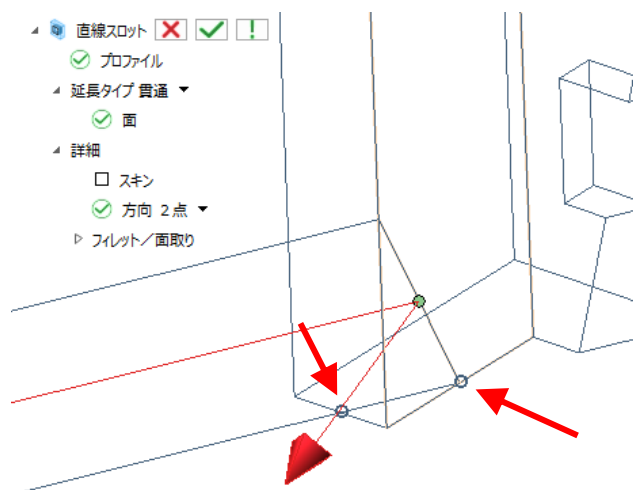 直線スロット
プロファイル
延長タイプ 貫通
面
詳細
スキン
方向 2点
フィレット/面取り